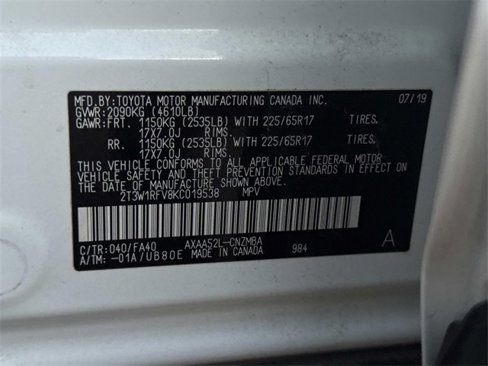 MFD.BY:TOYOTA MOTOR MANUFACTURING CANADA INC. 07/19
GVWR:2090KG (4610LB)
GAWR:FRT. 1150KG (2535LB) WITH 225/65R17 TIRES.
17X7.0J RIMS.
RR. 1150KG (2535LB) WITH 225/65R17 TIRES.
17X7.0J RIMS.
THIS VEHICLE CONFORMS TO ALL APPLICABLE FEDERAL MOTOR
VEHICLE SAFETY AND THEFT PREVENTION STANDARDS IN EFFECT
ON THE DATE OF MANUFACTURE SHOWN ABOVE.
2T3W1RFV8KC019538 MPV
C/TR:040/FA40 AXAA52L-CNZMBA 984 A
A/TM:-01A/UB80E MADE IN CANADA